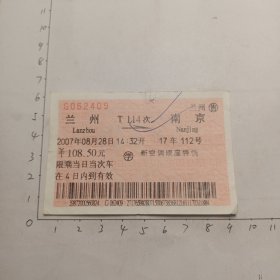 S052409 兰州
兰州 T114次 南京
Lanzhou Nanjing
2007年08月28日 14:32开 17车 112号
￥108.50元 新空调硬座特快
限乘当日当次车
在4日内到有效